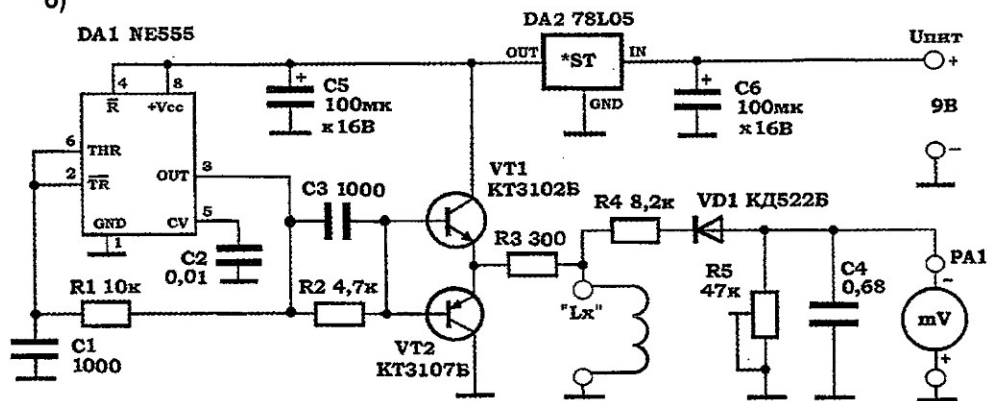 б)
DA1 NE555
4
8
R
+Vcc
6
THR
2
TR
OUT
3
GND
CV
5
1
C2
0,01
R1 10к
C1
1000
C5
100мк
х16В
C3 1000
R2 4,7к
DA2 78L05
OUT
*ST
IN
GND
C6
100мк
х16В
Uпит
+
9В
–
VT1
КТ3102Б
VT2
КТ3107Б
R3 300
R4 8,2к
VD1 КД522Б
"Lx"
R5
47к
C4
0,68
PA1
–
mV
+
+
+